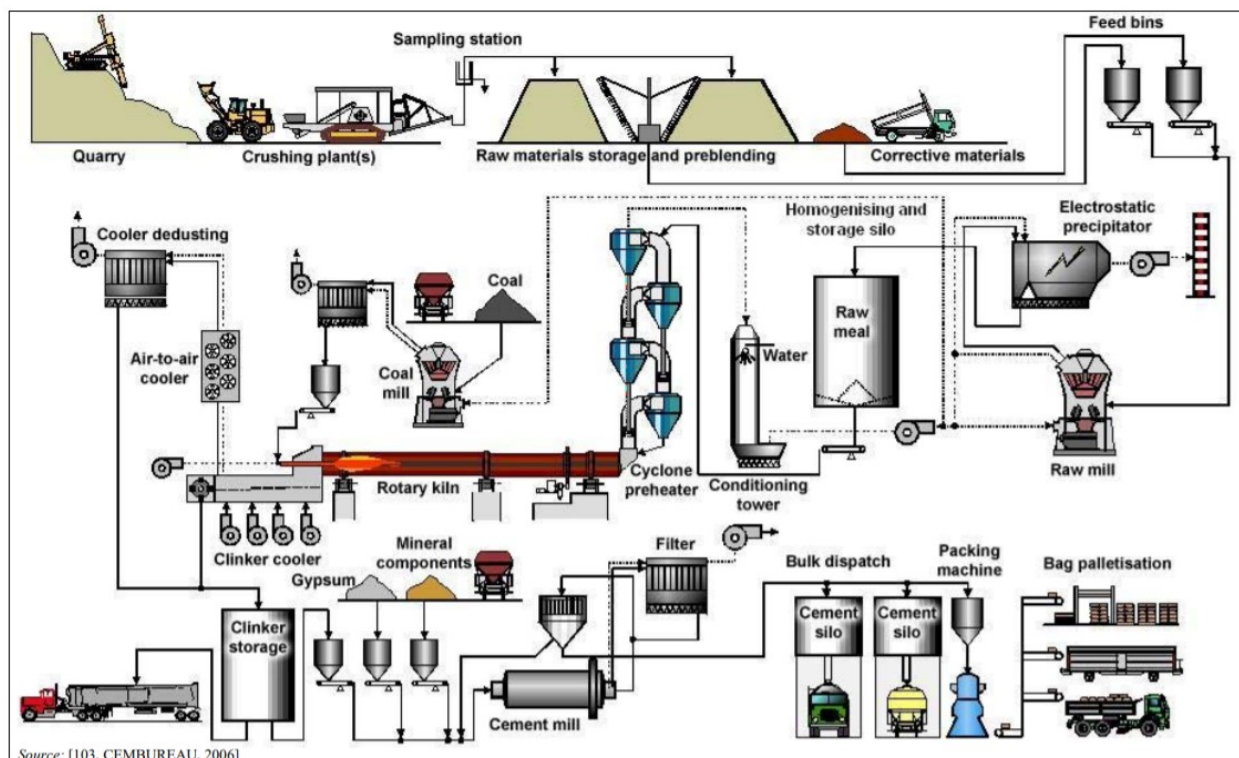 Sampling station
Feed bins
Quarry
Crushing plant(s)
Raw materials storage and preblending
Corrective materials
Cooler dedusting
Coal
Homogenising and
storage silo
Electrostatic
precipitator
Raw
meal
Air-to-air
cooler
Coal
mill
Water
Rotary kiln
Cyclone
preheater
Conditioning
tower
Raw mill
Clinker cooler
Gypsum
Mineral
components
Filter
Bulk dispatch
Packing
machine
Bag palletisation
Clinker
storage
Cement
silo
Cement
silo
Cement mill
Source: [103, CEMBUREAU, 2006]